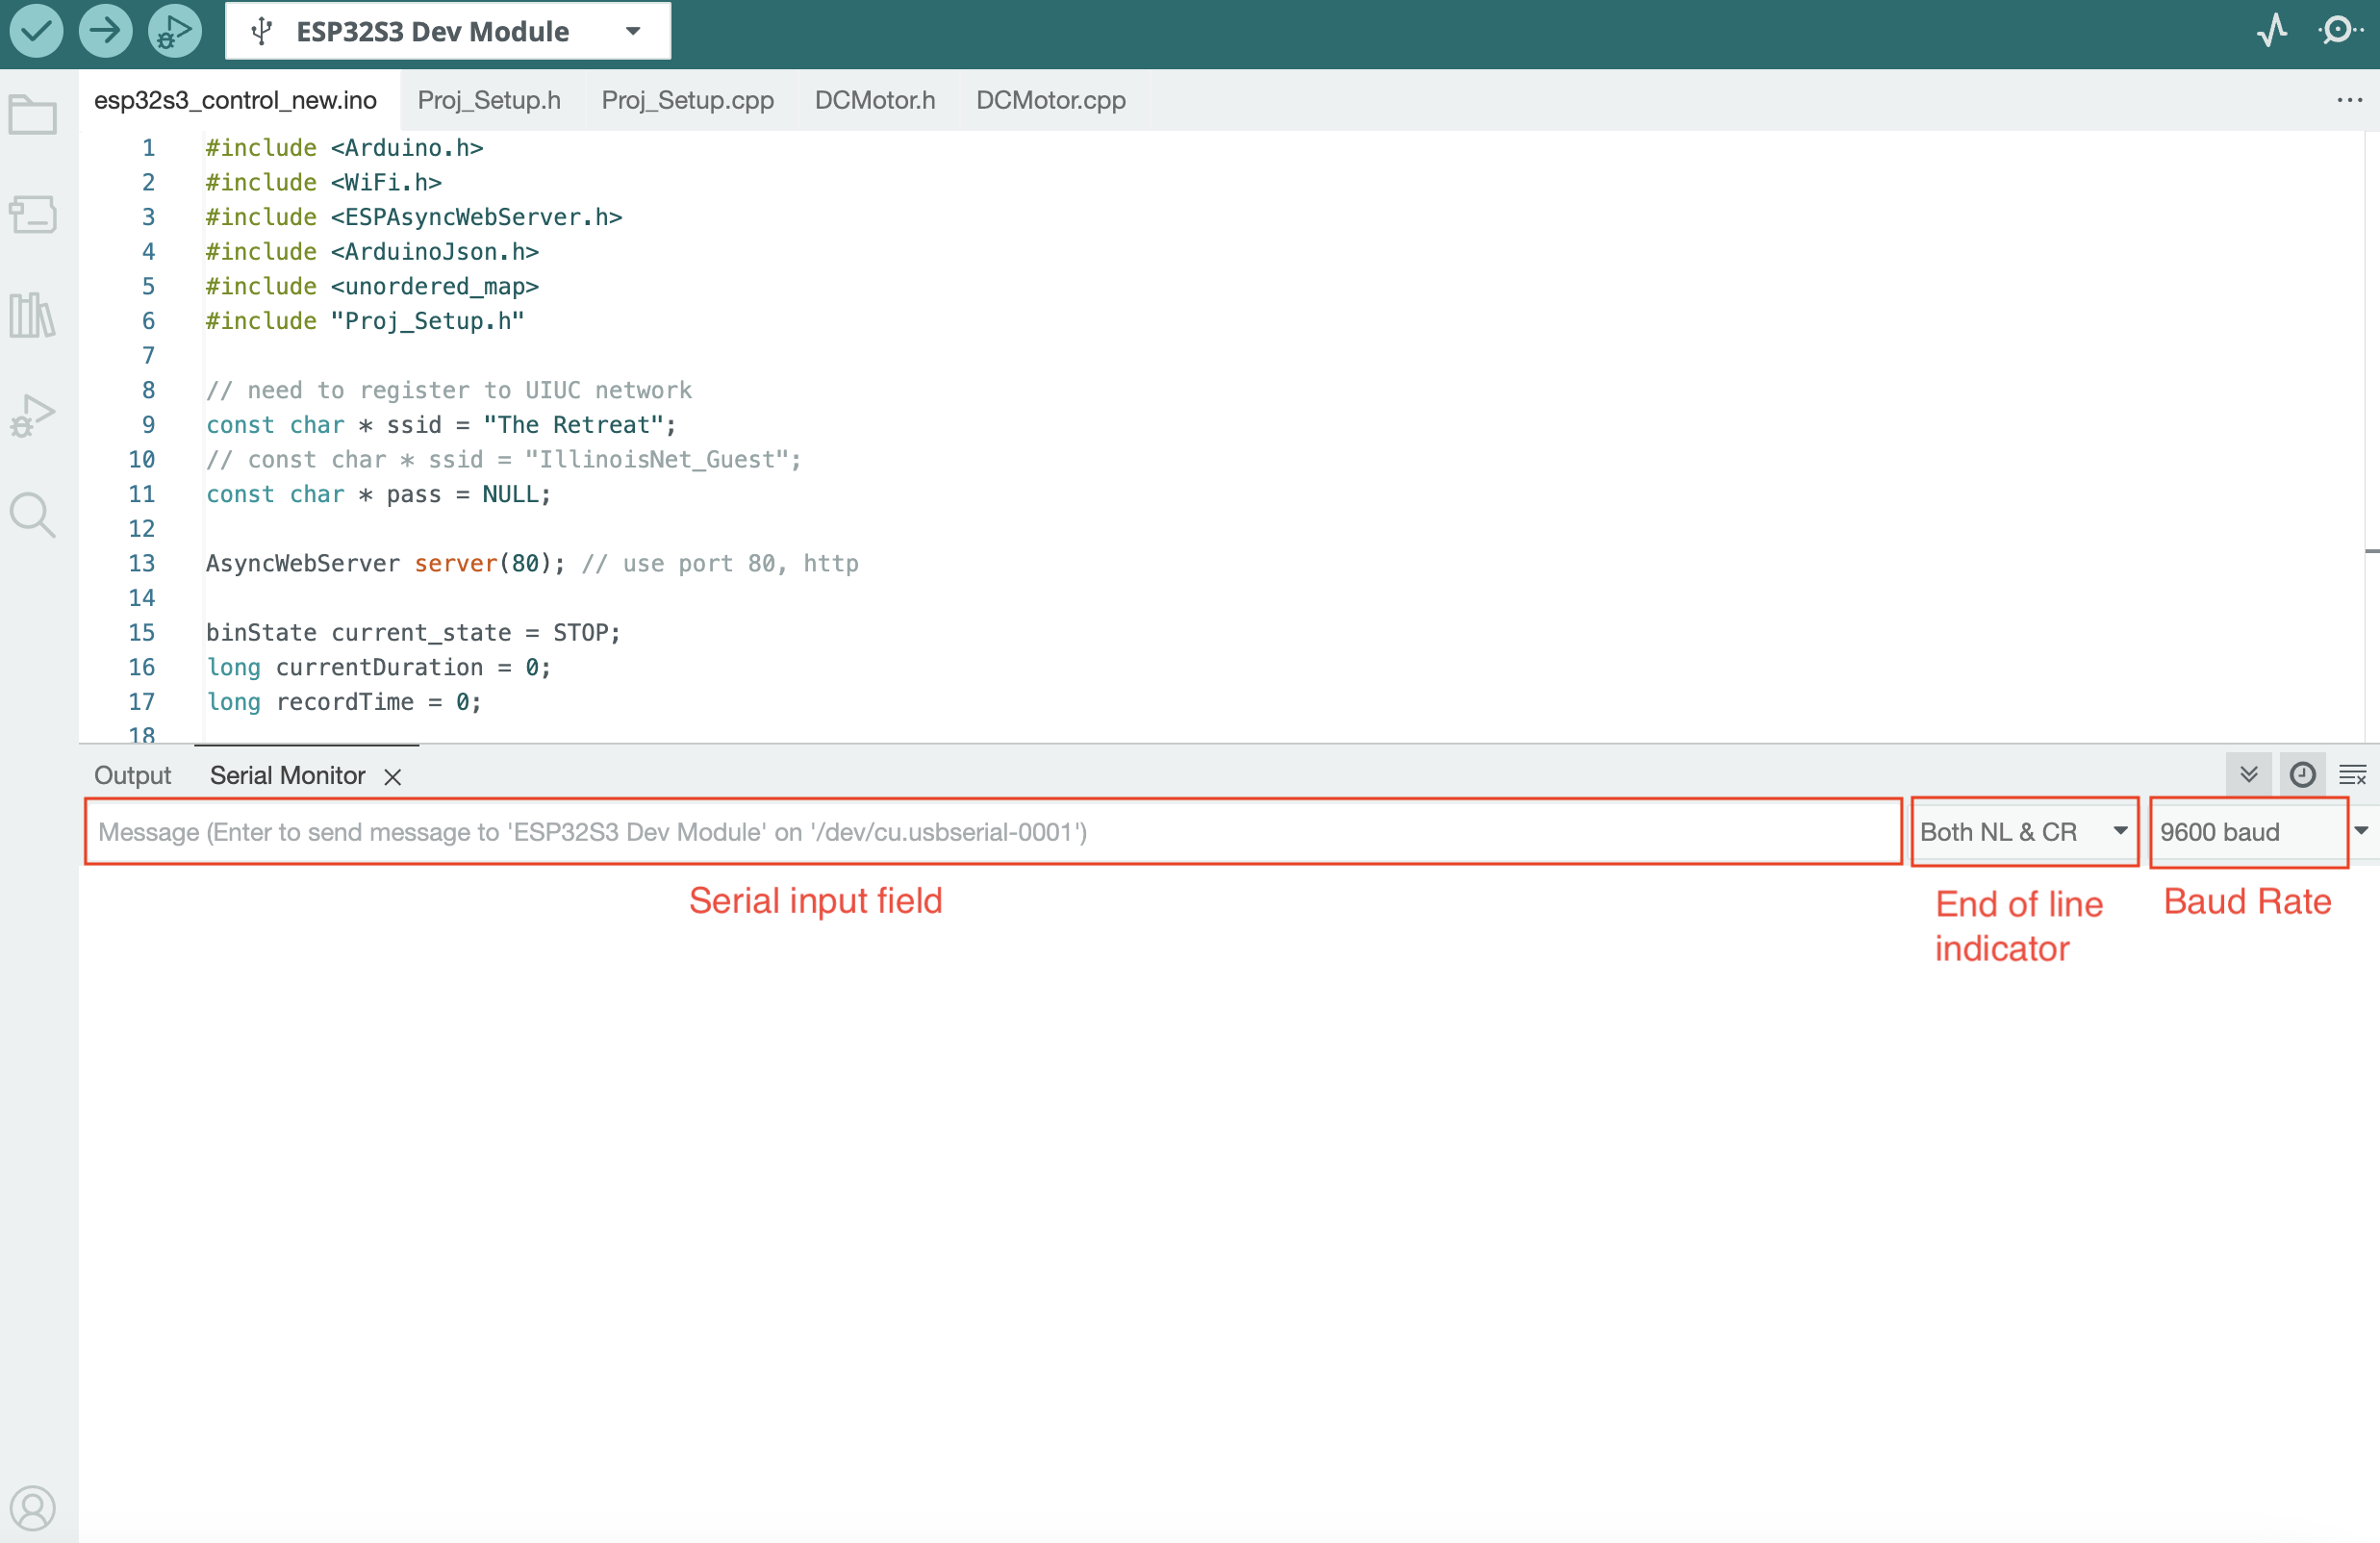 ESP32S3 Dev Module
esp32s3_control_new.ino Proj_Setup.h Proj_Setup.cpp DCMotor.h DCMotor.cpp ...
1 #include <Arduino.h>
2 #include <WiFi.h>
3 #include <ESPAsyncWebServer.h>
4 #include <ArduinoJson.h>
5 #include <unordered_map>
6 #include "Proj_Setup.h"
7
8 // need to register to UIUC network
9 const char * ssid = "The Retreat";
10 // const char * ssid = "IllinoisNet_Guest";
11 const char * pass = NULL;
12
13 AsyncWebServer server(80); // use port 80, http
14
15 binState current_state = STOP;
16 long currentDuration = 0;
17 long recordTime = 0;
18
Output Serial Monitor
Message (Enter to send message to 'ESP32S3 Dev Module' on '/dev/cu.usbserial-0001') Both NL & CR 9600 baud
Serial input field
End of line
indicator
Baud Rate